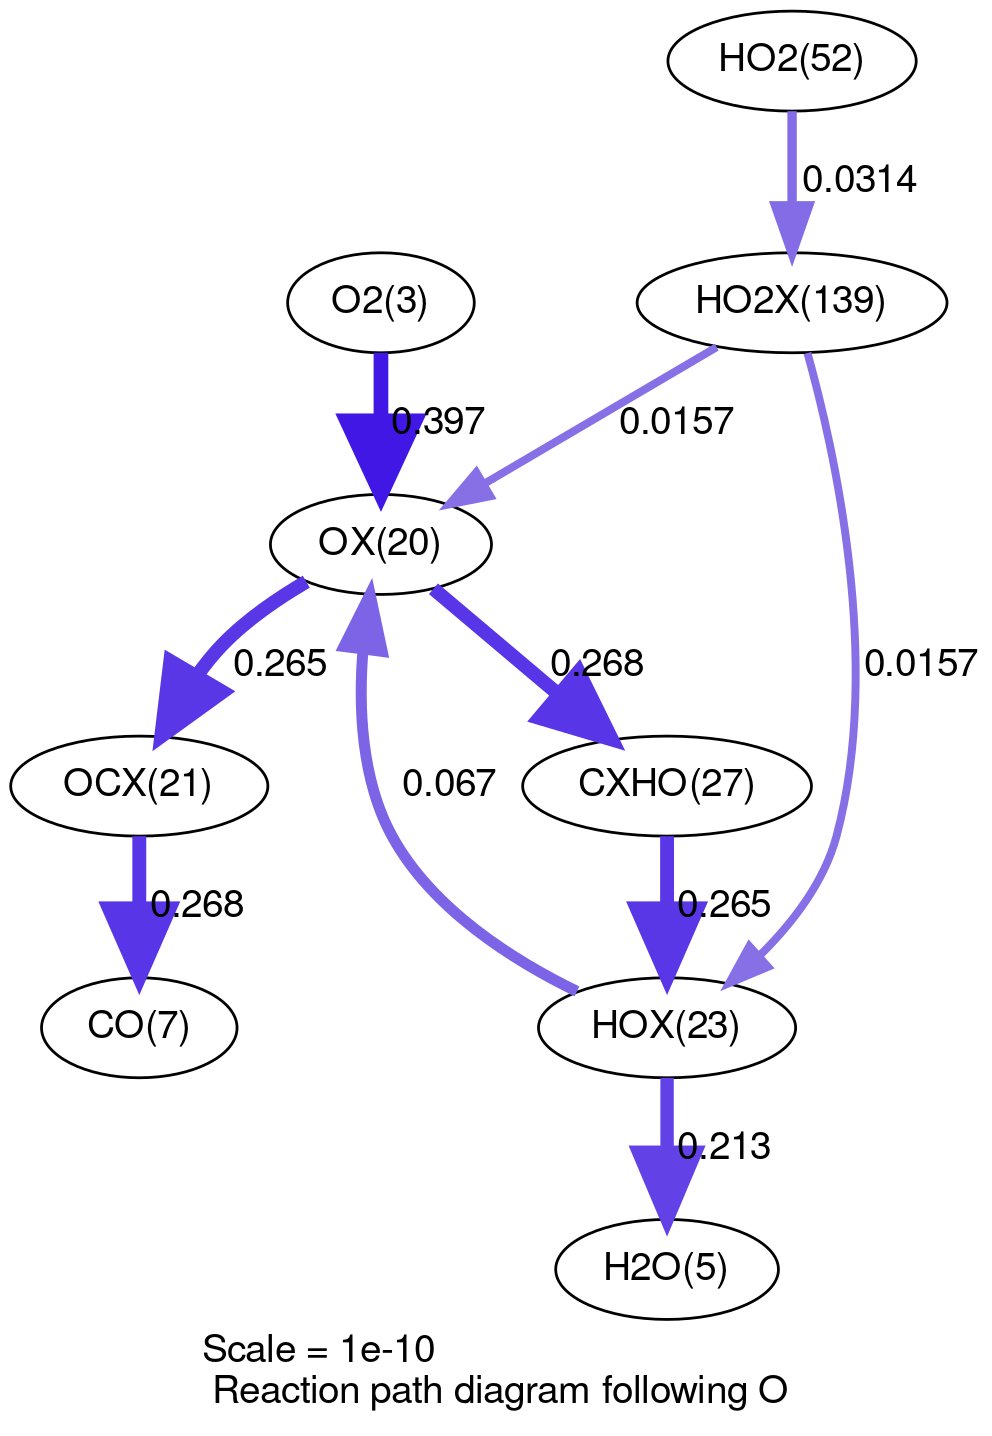 HO2(52)
0.0314
O2(3)
HO2X(139)
0.397
0.0157
OX(20)
0.265
0.268
0.0157
OCX(21)
0.067
CXHO(27)
0.268
0.265
CO(7)
HOX(23)
0.213
H2O(5)
Scale = 1e-10
Reaction path diagram following O